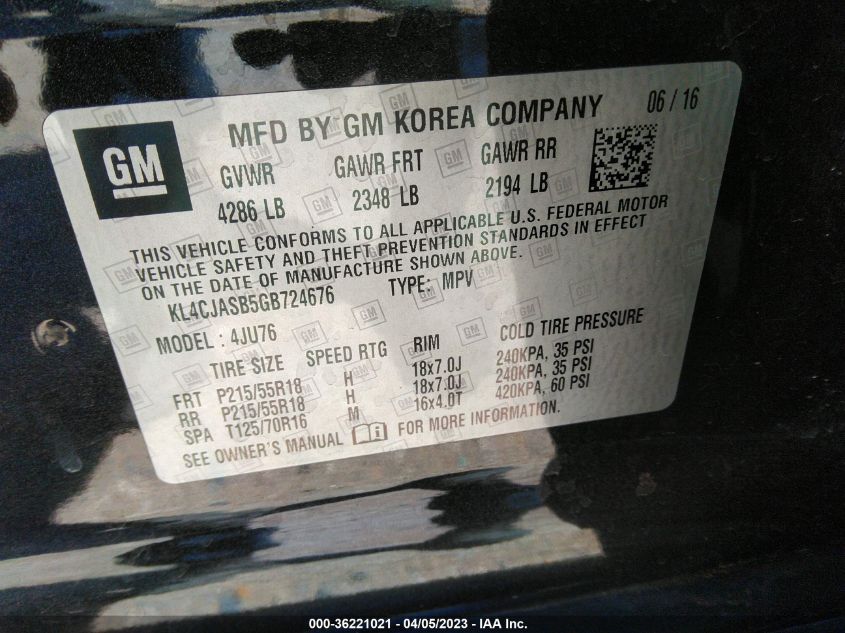 GM
MFD BY GM KOREA COMPANY 06 / 16
GVWR GAWR FRT GAWR RR
4286 LB 2348 LB 2194 LB
THIS VEHICLE CONFORMS TO ALL APPLICABLE U.S. FEDERAL MOTOR
VEHICLE SAFETY AND THEFT PREVENTION STANDARDS IN EFFECT
ON THE DATE OF MANUFACTURE SHOWN ABOVE.
KL4CJASB5GB724676 TYPE: MPV
MODEL : 4JU76
TIRE SIZE SPEED RTG RIM COLD TIRE PRESSURE
FRT P215/55R18 H 18x7.0J 240KPA, 35 PSI
RR P215/55R18 H 18x7.0J 240KPA, 35 PSI
SPA T125/70R16 M 16x4.0T 420KPA, 60 PSI
SEE OWNER'S MANUAL FOR MORE INFORMATION.
000-36221021 - 04/05/2023 - IAA Inc.